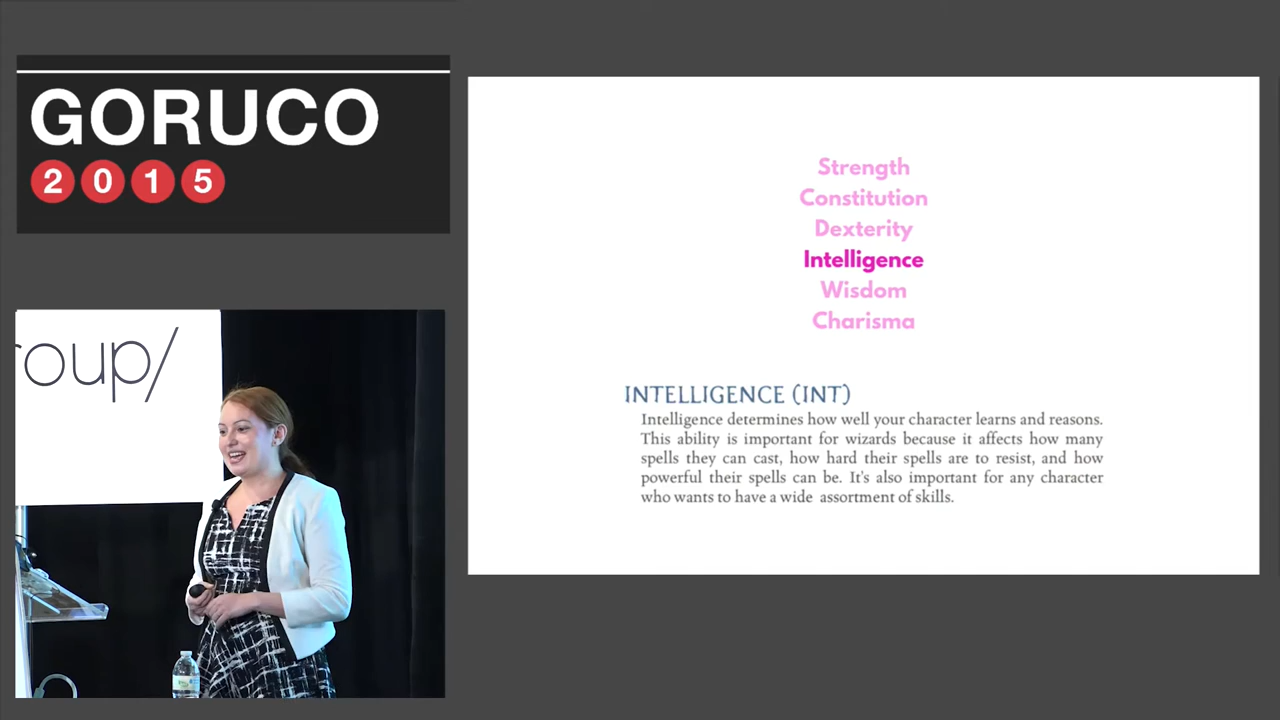 GORUCO
2 0 1 5
Strength
Constitution
Dexterity
Intelligence
Wisdom
Charisma
INTELLIGENCE (INT)
Intelligence determines how well your character learns and reasons.
This ability is important for wizards because it affects how many
spells they can cast, how hard their spells are to resist, and how
powerful their spells can be. It's also important for any character
who wants to have a wide assortment of skills.
oup/